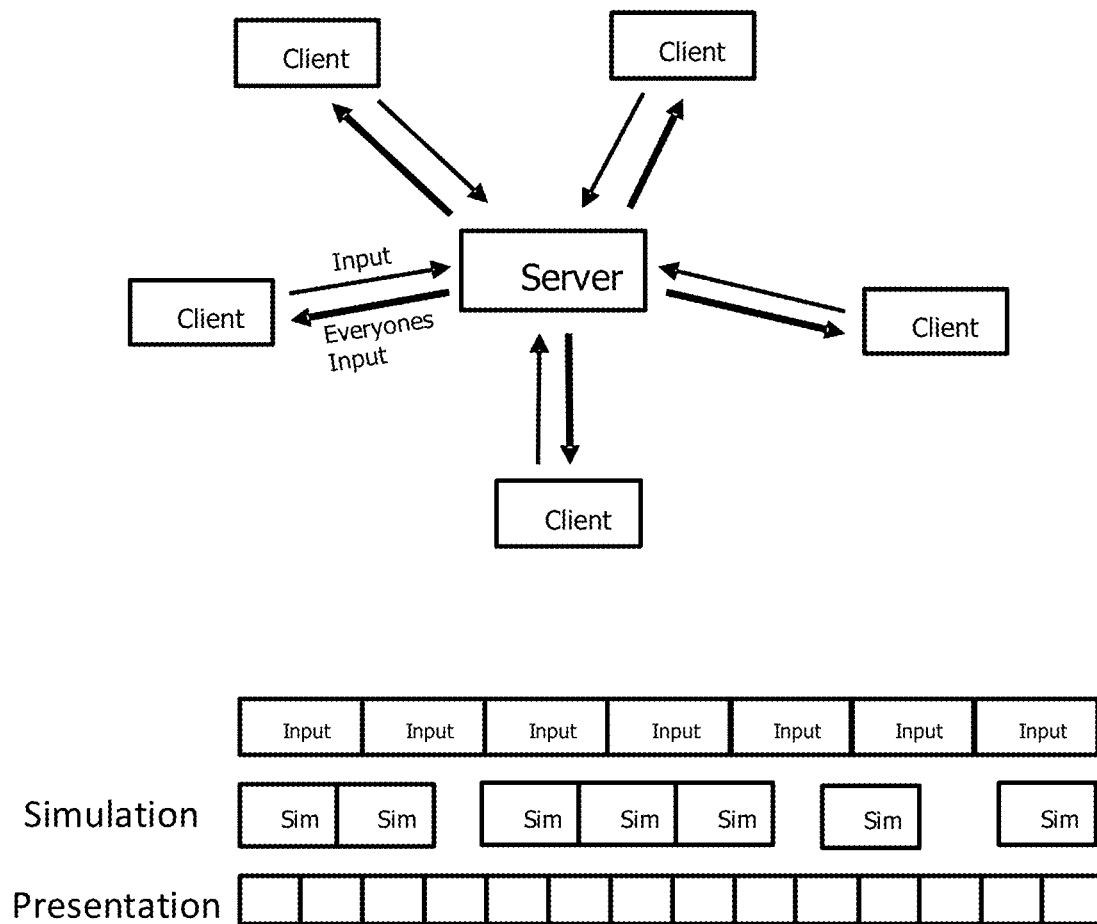 Client
Client
Input
Server
Client
Everyones
Input
Client
Client
Input Input Input Input Input Input Input
Simulation Sim Sim Sim Sim Sim Sim Sim
Presentation